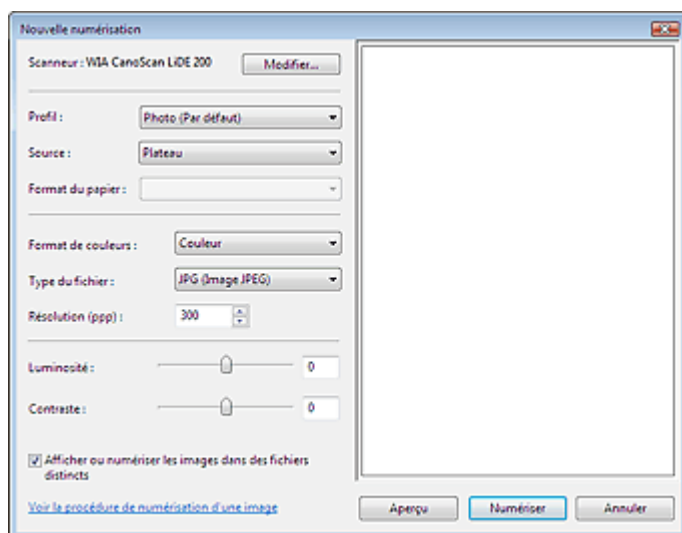 Nouvelle numérisation
Scanneur : WIA CanoScan LiDE 200 Modifier...
Profil : Photo (Par défaut)
Source : Plateau
Format du papier :
Format de couleurs : Couleur
Type du fichier : JPG (Image JPEG)
Résolution (ppp) : 300
Luminosité : 0
Contraste : 0
Afficher ou numériser les images dans des fichiers
distincts
Voir la procédure de numérisation d'une image
Aperçu Numériser Annuler